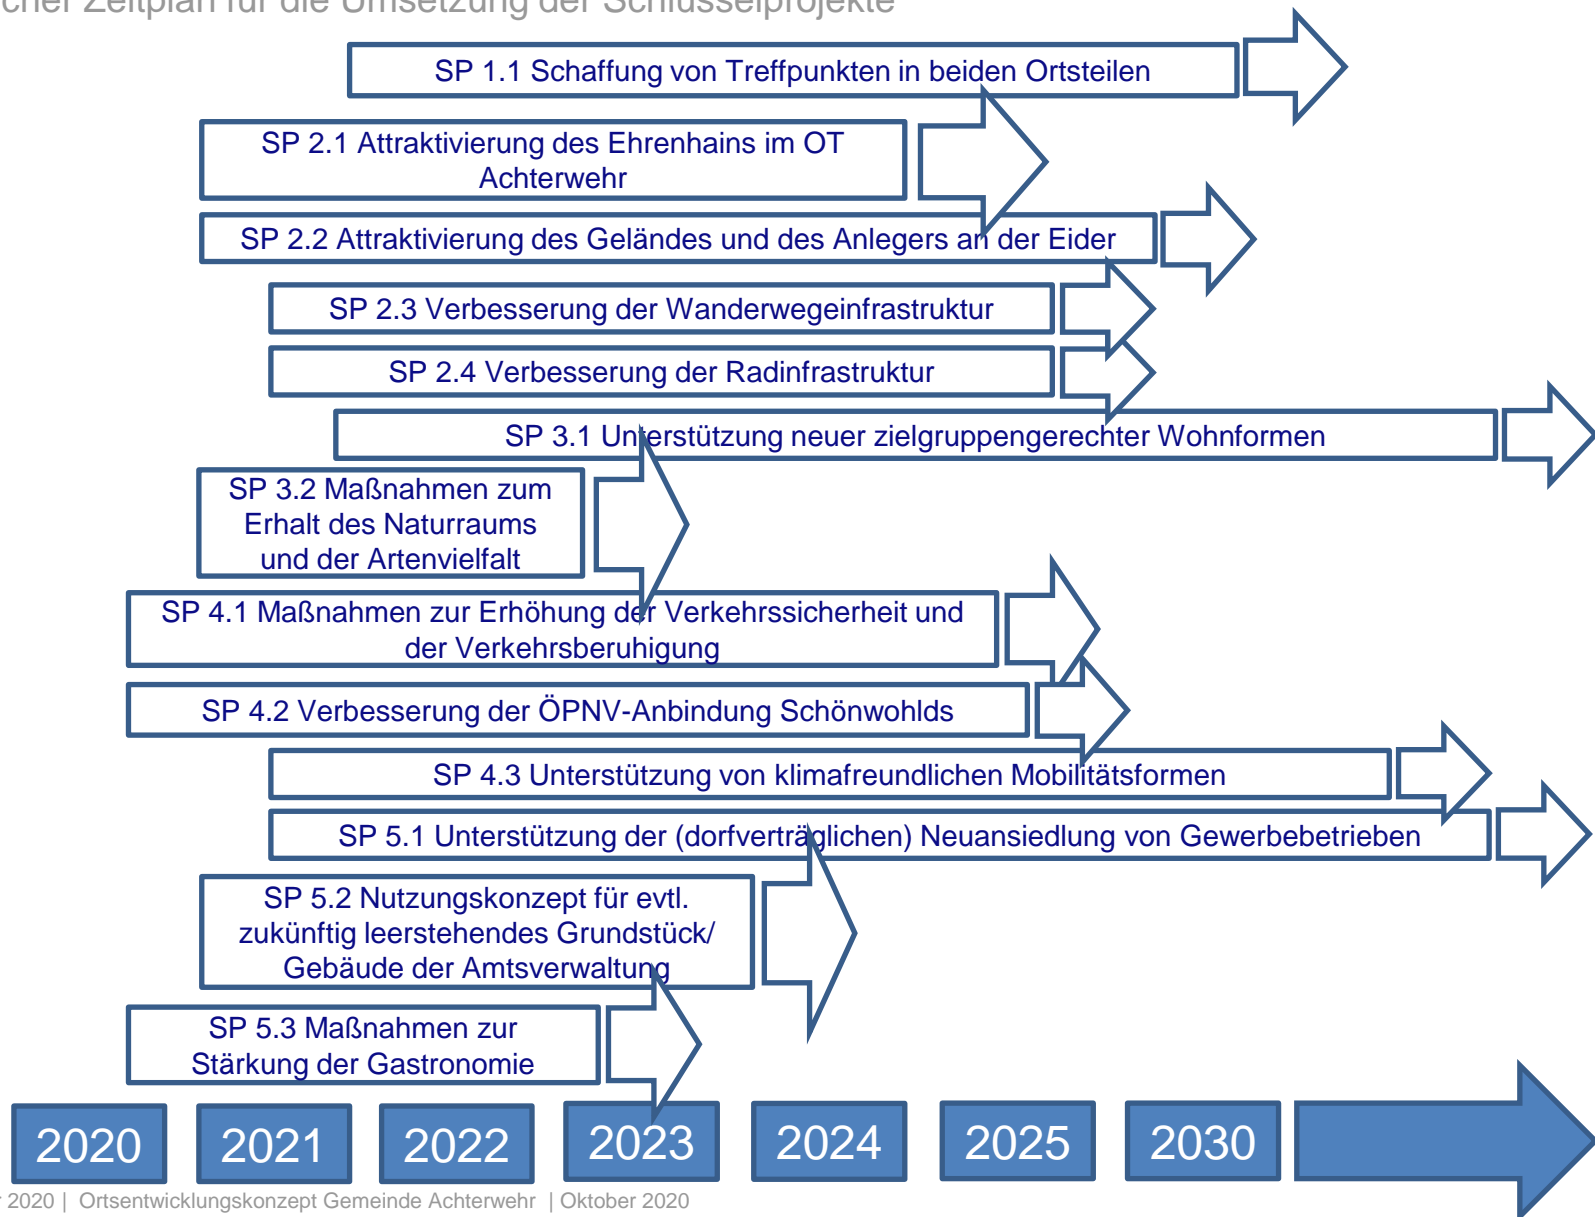 Zeitplan für die Umsetzung der Schlüsselprojekte
SP 1.1 Schaffung von Treffpunkten in beiden Ortsteilen
SP 2.1 Attraktivierung des Ehrenhains im OT
Achterwehr
SP 2.2 Attraktivierung des Geländes und des Anlegers an der Eider
SP 2.3 Verbesserung der Wanderwegeinfrastruktur
SP 2.4 Verbesserung der Radinfrastruktur
SP 3.1 Unterstützung neuer zielgruppengerechter Wohnformen
SP 3.2 Maßnahmen zum
Erhalt des Naturraums
und der Artenvielfalt
SP 4.1 Maßnahmen zur Erhöhung der Verkehrssicherheit und
der Verkehrsberuhigung
SP 4.2 Verbesserung der ÖPNV-Anbindung Schönwohlds
SP 4.3 Unterstützung von klimafreundlichen Mobilitätsformen
SP 5.1 Unterstützung der (dorfverträglichen) Neuansiedlung von Gewerbebetrieben
SP 5.2 Nutzungskonzept für evtl.
zukünftig leerstehendes Grundstück/
Gebäude der Amtsverwaltung
SP 5.3 Maßnahmen zur
Stärkung der Gastronomie
2020 2021 2022 2023 2024 2025 2030
2020 | Ortsentwicklungskonzept Gemeinde Achterwehr | Oktober 2020